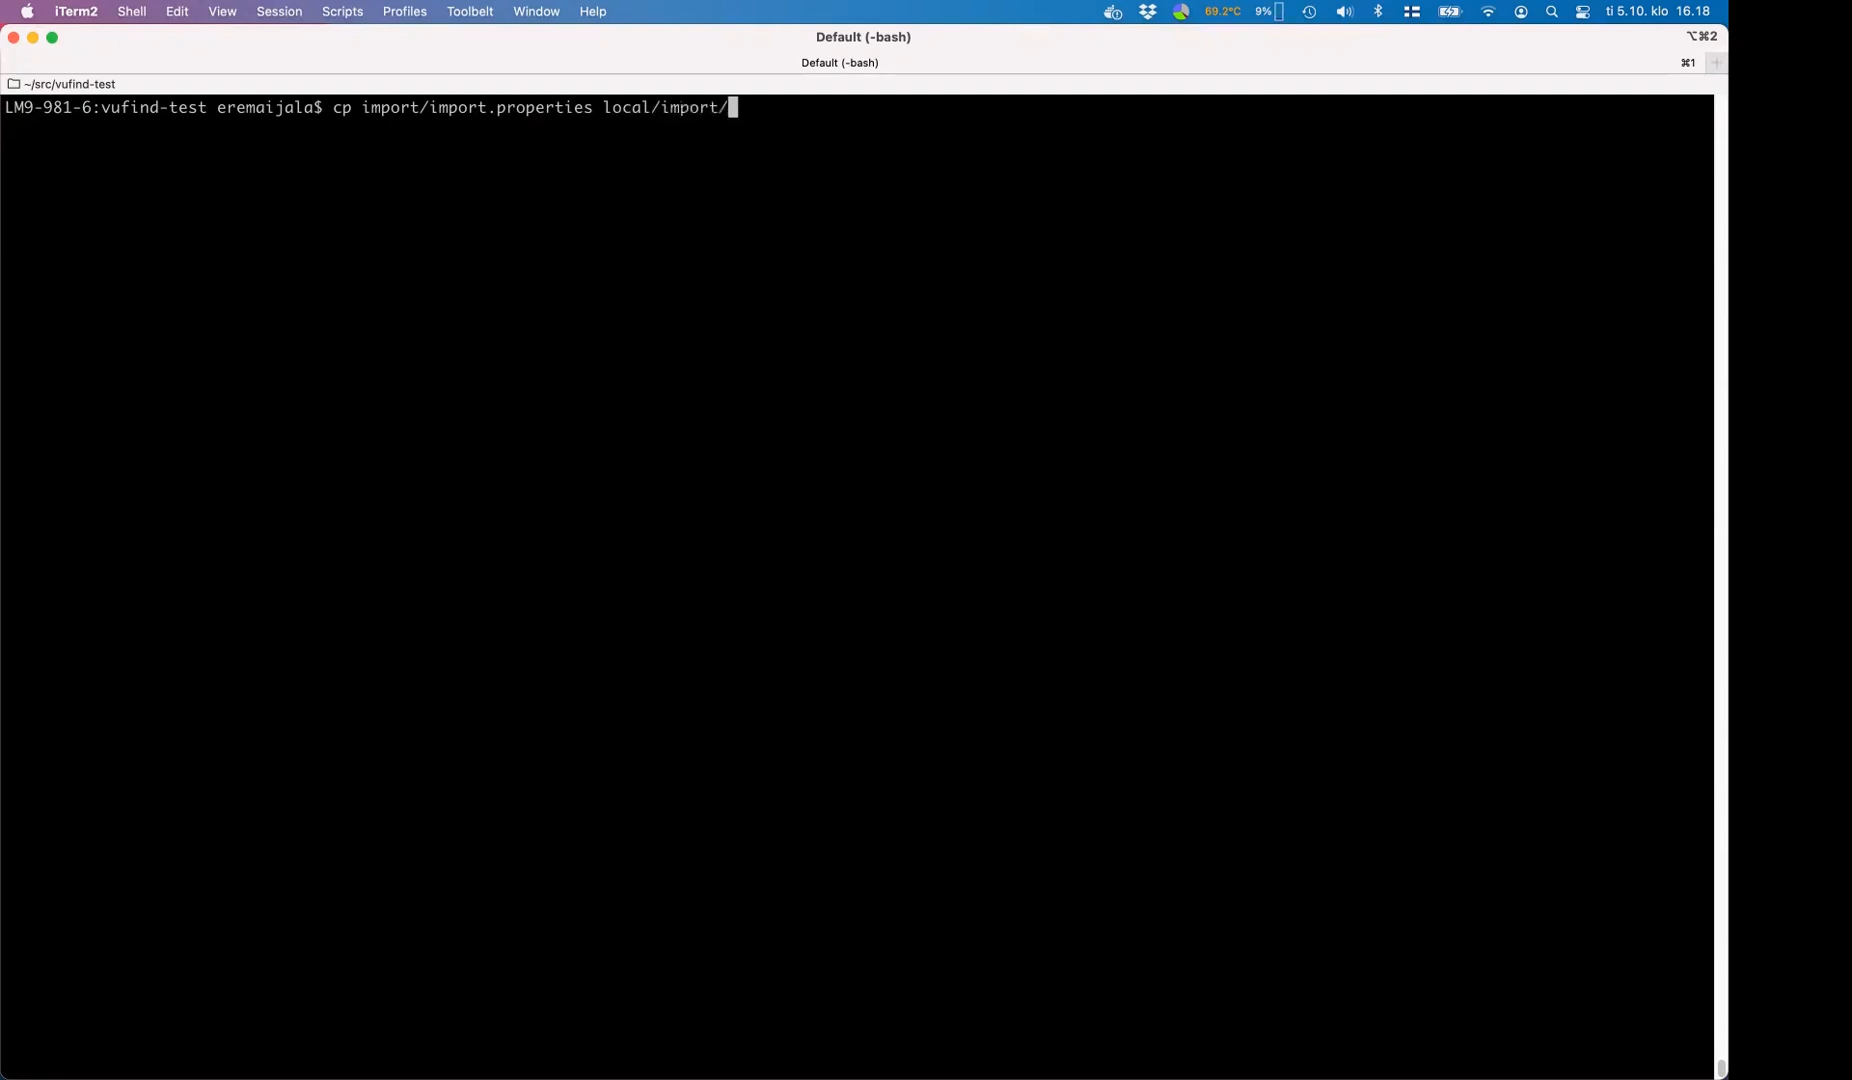 iTerm2 Shell Edit View Session Scripts Profiles Toolbelt Window Help 69.2°C 9% ti 5.10. klo 16.18
Default (-bash) ⌥⌘2
Default (-bash) ⌘1
~/src/vufind-test
LM9-981-6:vufind-test eremaijala$ cp import/import.properties local/import/